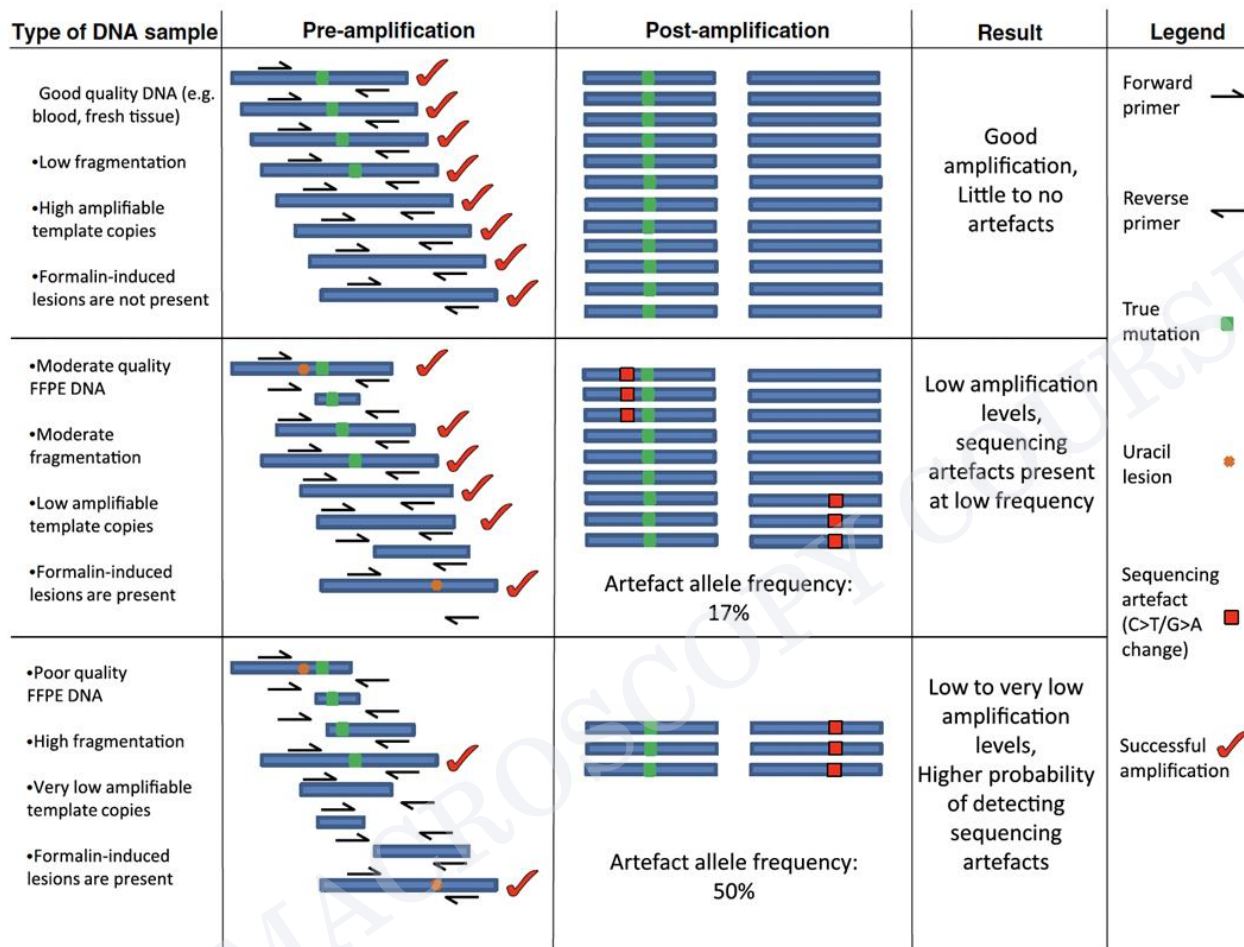 Type of DNA sample
Pre-amplification
Post-amplification
Result
Legend
Good quality DNA (e.g.
blood, fresh tissue)
•Low fragmentation
•High amplifiable
template copies
•Formalin-induced
lesions are not present
Good
amplification,
Little to no
artefacts
•Moderate quality
FFPE DNA
•Moderate
fragmentation
•Low amplifiable
template copies
•Formalin-induced
lesions are present
Artefact allele frequency:
17%
Low amplification
levels,
sequencing
artefacts present
at low frequency
•Poor quality
FFPE DNA
•High fragmentation
•Very low amplifiable
template copies
•Formalin-induced
lesions are present
Artefact allele frequency:
50%
Low to very low
amplification
levels,
Higher probability
of detecting
sequencing
artefacts
Forward
primer
Reverse
primer
True
mutation
Uracil
lesion
Sequencing
artefact
(C>T/G>A
change)
Successful
amplification
MACROSCOPY COURSE